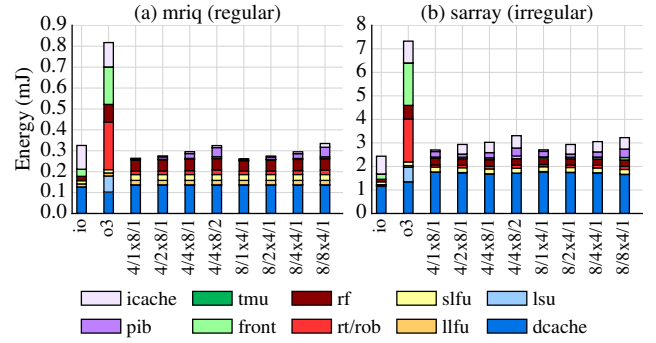 (a) mriq (regular)
(b) sarray (irregular)
Energy (mJ)
0.9
0.8
0.7
0.6
0.5
0.4
0.3
0.2
0.1
0.0
8
7
6
5
4
3
2
1
0
io
o3
4/1x8/1
4/2x8/1
4/4x8/1
4/4x8/2
8/1x4/1
8/2x4/1
8/4x4/1
8/8x4/1
io
o3
4/1x8/1
4/2x8/1
4/4x8/1
4/4x8/2
8/1x4/1
8/2x4/1
8/4x4/1
8/8x4/1
icache tmu rf slfu lsu
pib front rt/rob llfu dcache